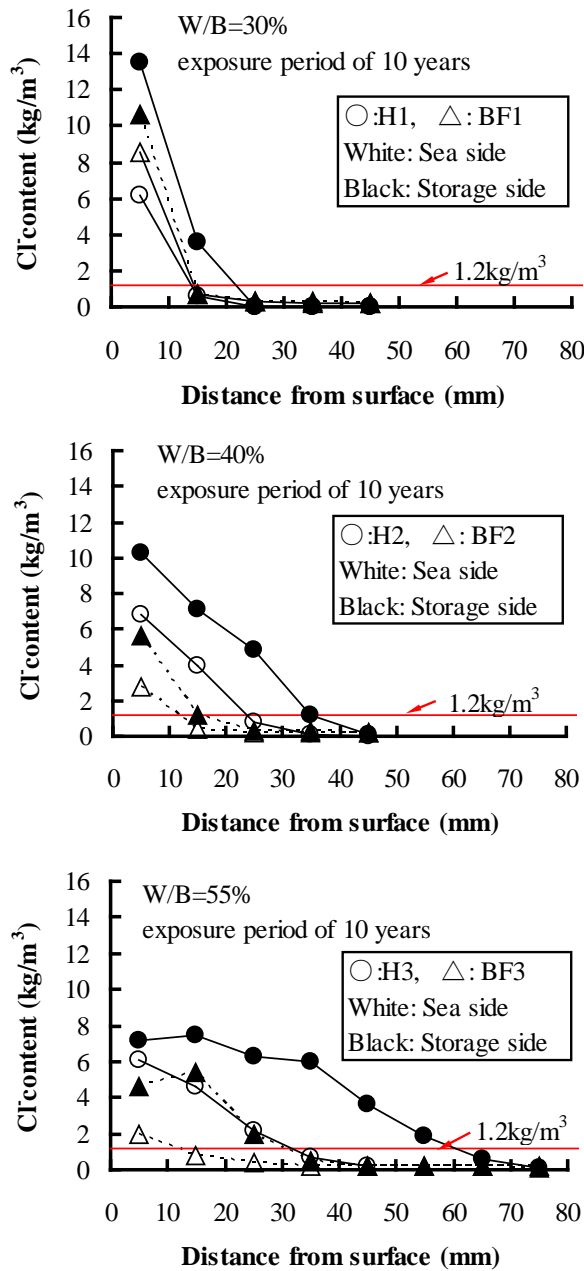 W/B=30%
exposure period of 10 years
○:H1, △: BF1
White: Sea side
Black: Storage side
1.2kg/m³
Cl⁻content (kg/m³)
16
14
12
10
8
6
4
2
0
0 10 20 30 40 50 60 70 80
Distance from surface (mm)
W/B=40%
exposure period of 10 years
○:H2, △: BF2
White: Sea side
Black: Storage side
1.2kg/m³
Cl⁻content (kg/m³)
16
14
12
10
8
6
4
2
0
0 10 20 30 40 50 60 70 80
Distance from surface (mm)
W/B=55%
exposure period of 10 years
○:H3, △: BF3
White: Sea side
Black: Storage side
1.2kg/m³
Cl⁻content (kg/m³)
16
14
12
10
8
6
4
2
0
0 10 20 30 40 50 60 70 80
Distance from surface (mm)